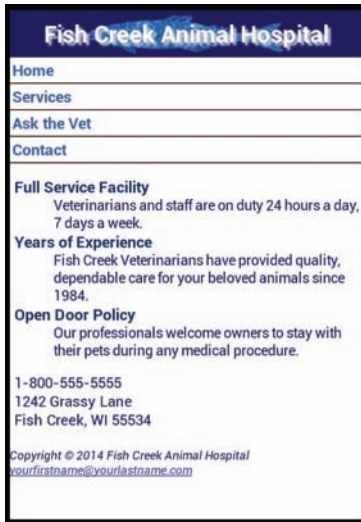 Fish Creek Animal Hospital
Home
Services
Ask the Vet
Contact
Full Service Facility
Veterinarians and staff are on duty 24 hours a day,
7 days a week.
Years of Experience
Fish Creek Veterinarians have provided quality,
dependable care for your beloved animals since
1984.
Open Door Policy
Our professionals welcome owners to stay with
their pets during any medical procedure.
1-800-555-5555
1242 Grassy Lane
Fish Creek, WI 55534
Copyright © 2014 Fish Creek Animal Hospital
yourfirstname@yourlastname.com